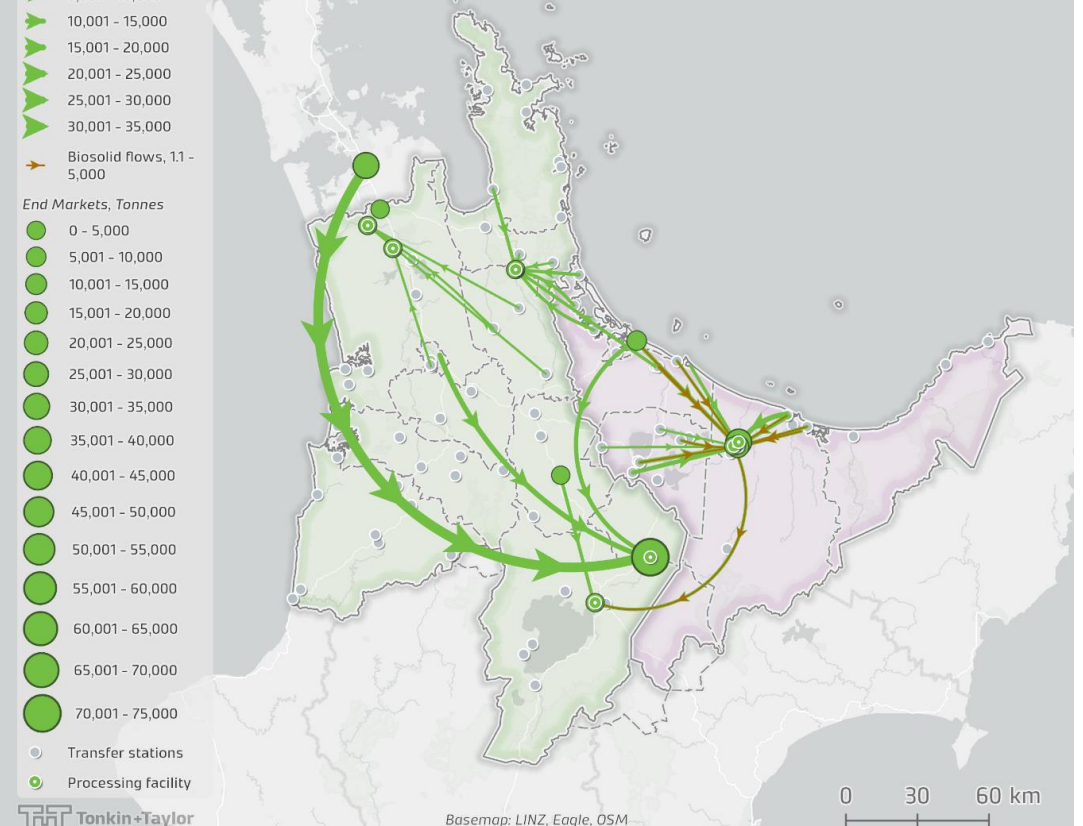 10,001 - 15,000
15,001 - 20,000
20,001 - 25,000
25,001 - 30,000
30,001 - 35,000
Biosolid flows, 1.1 -
5,000
End Markets, Tonnes
0 - 5,000
5,001 - 10,000
10,001 - 15,000
15,001 - 20,000
20,001 - 25,000
25,001 - 30,000
30,001 - 35,000
35,001 - 40,000
40,001 - 45,000
45,001 - 50,000
50,001 - 55,000
55,001 - 60,000
60,001 - 65,000
65,001 - 70,000
70,001 - 75,000
Transfer stations
Processing facility
Tonkin+Taylor
Basemap: LINZ, Eagle, OSM
0 30 60 km